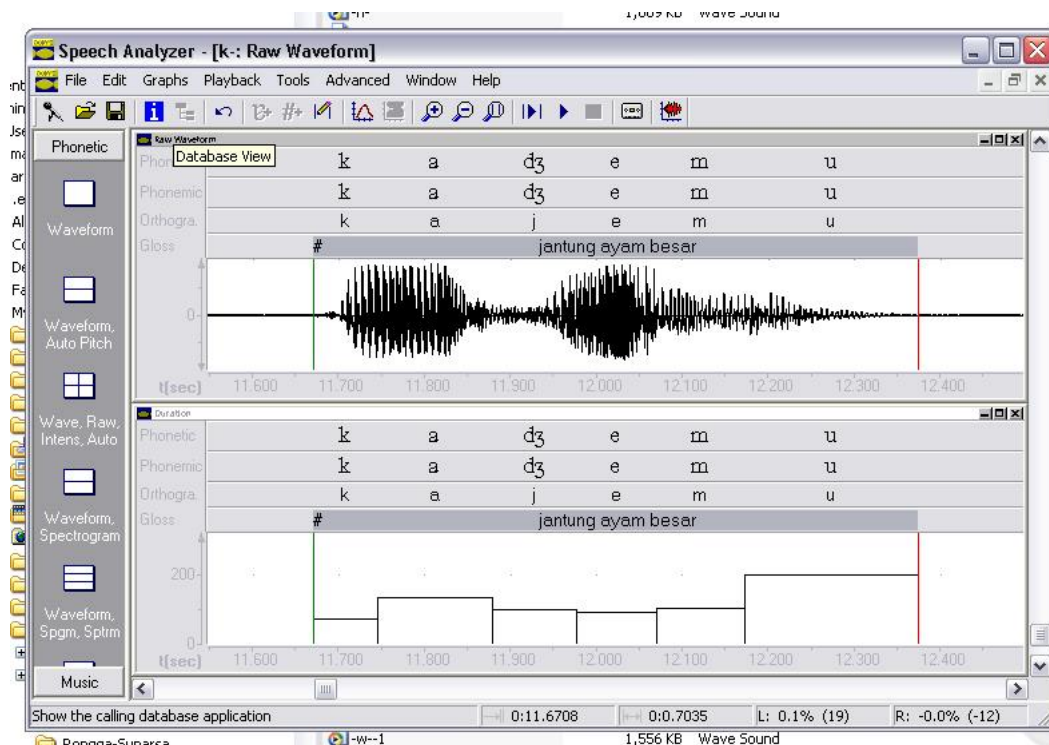 -n- 1,609 KB Wave Sound
Speech Analyzer - [k-: Raw Waveform]
File Edit Graphs Playback Tools Advanced Window Help
Phonetic
Raw Waveform
Database View
Phonetic k a dʒ e m u
Phonemic k a dʒ e m u
Orthogra. k a j e m u
Gloss # jantung ayam besar
0
t(sec) 11.600 11.700 11.800 11.900 12.000 12.100 12.200 12.300 12.400
Waveform
Waveform,
Auto Pitch
Wave, Raw,
Intens, Auto
Waveform,
Spectrogram
Waveform,
Spgm, Sptrm
Music
Duration
Phonetic k a dʒ e m u
Phonemic k a dʒ e m u
Orthogra. k a j e m u
Gloss # jantung ayam besar
200
0
t(sec) 11.600 11.700 11.800 11.900 12.000 12.100 12.200 12.300 12.400
Show the calling database application 0:11.6708 0:0.7035 L: 0.1% (19) R: -0.0% (-12)
Rongga-Suparsa -w--1 1,556 KB Wave Sound